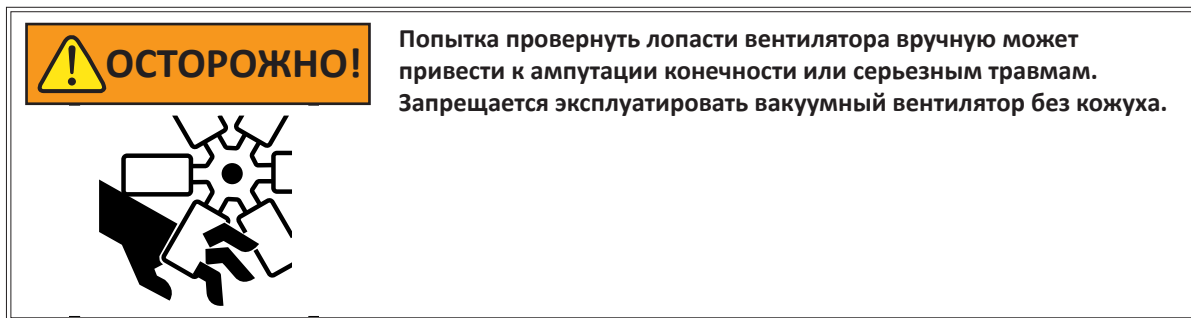 ОСТОРОЖНО!
Попытка провернуть лопасти вентилятора вручную может
привести к ампутации конечности или серьезным травмам.
Запрещается эксплуатировать вакуумный вентилятор без кожуха.